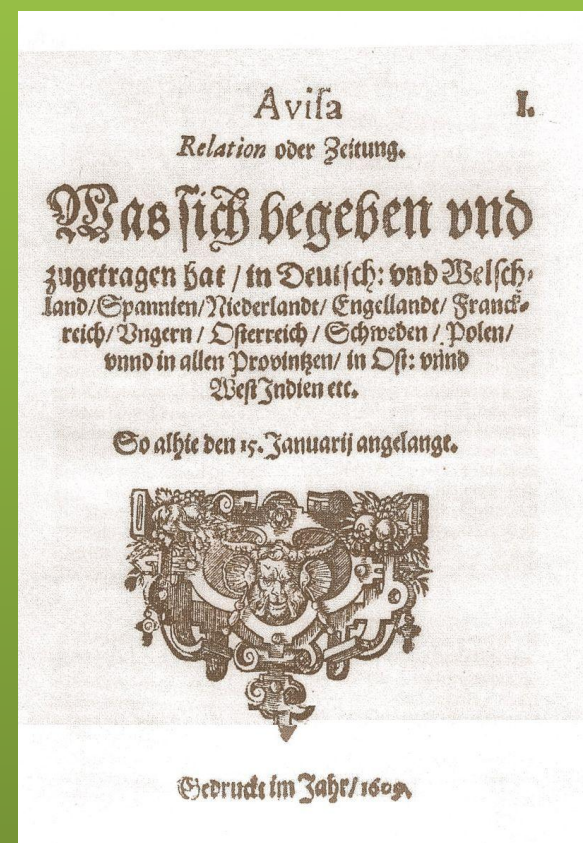 Aviſa I.
Relation oder Zeitung.
Was ſich begeben vnd
zugetragen hat / in Deutſch: vnd Welſch-
land/Spannien/Niederlandt/Engellandt/Franck-
reich/Vngern/Oſterreich/Schweden/Polen/
vnnd in allen Provintzen/in Oſt: vnnd
WeſtIndien etc.
So alhie den 15. Januarij angelangt.
Gedruckt im Jahr/1609.